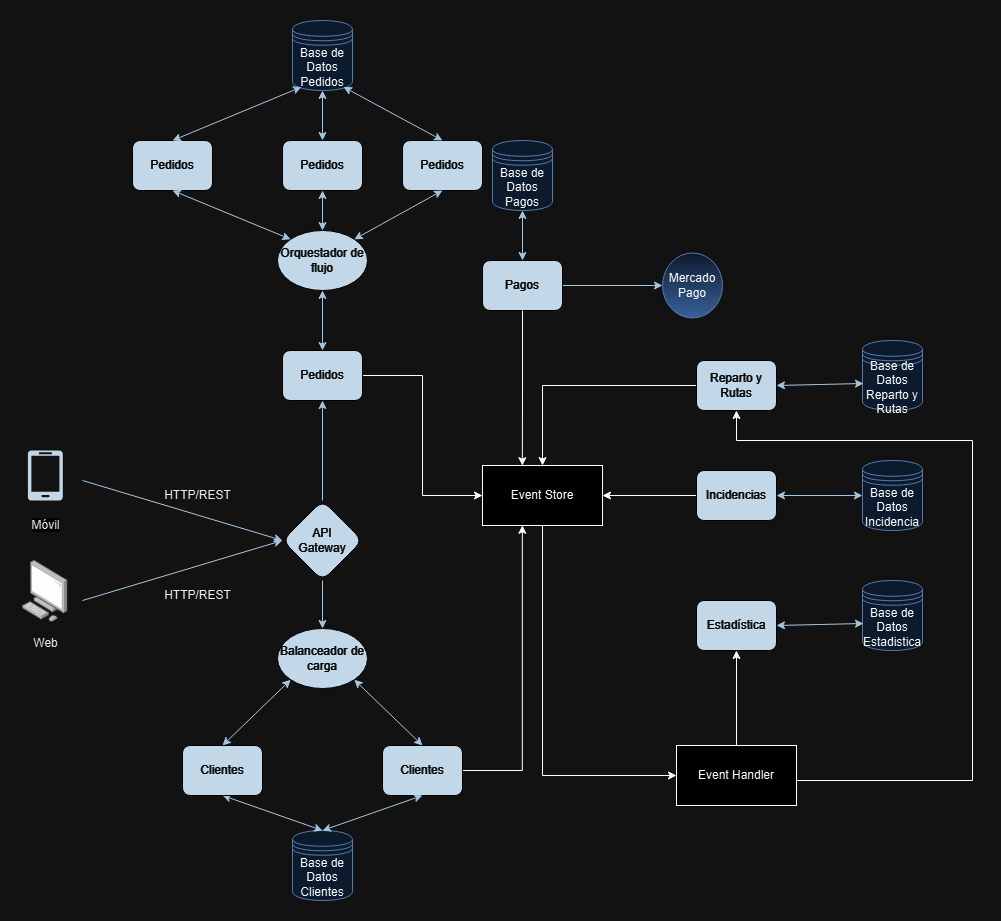 Base de
Datos
Pedidos
Pedidos
Pedidos
Pedidos
Base de
Datos
Pagos
Orquestador de
flujo
Pagos
Mercado
Pago
Pedidos
Reparto y
Rutas
Base de
Datos
Reparto y
Rutas
Móvil
HTTP/REST
API
Gateway
Event Store
Incidencias
Base de
Datos
Incidencia
Web
HTTP/REST
Balanceador de
carga
Estadística
Base de
Datos
Estadistica
Clientes
Clientes
Event Handler
Base de
Datos
Clientes